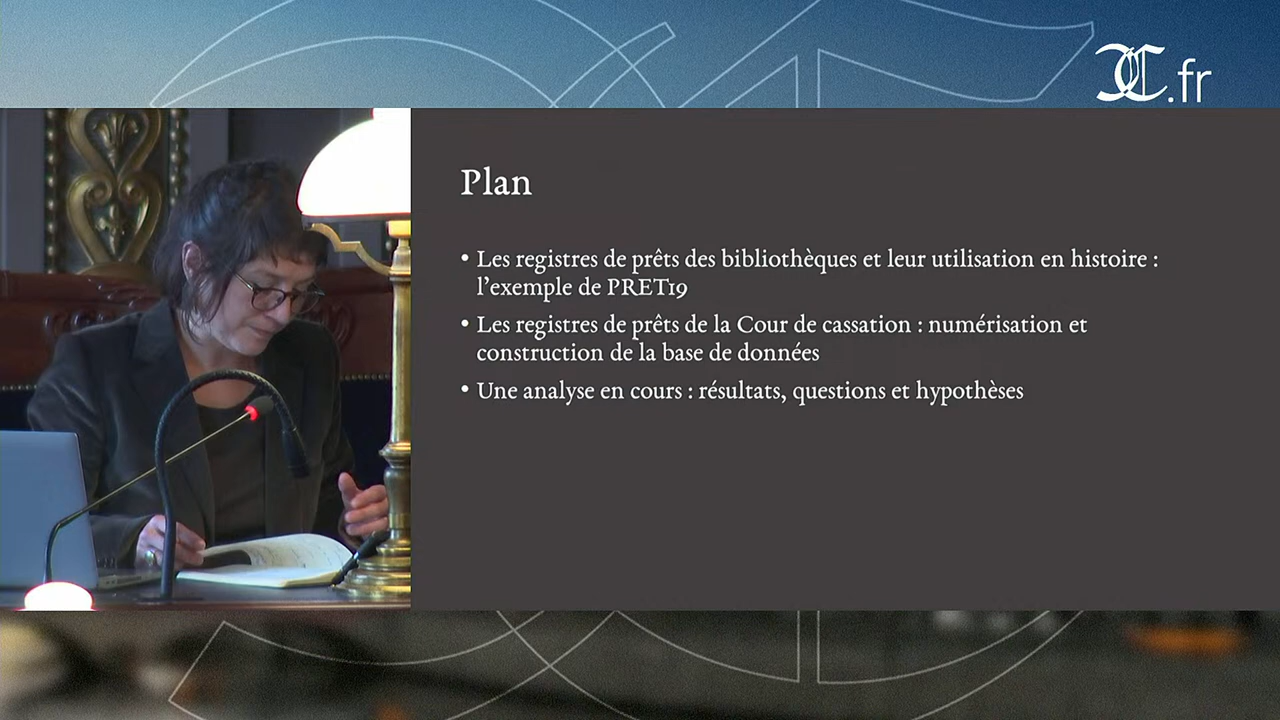 CC.fr
Plan
• Les registres de prêts des bibliothèques et leur utilisation en histoire :
l'exemple de PRET19
• Les registres de prêts de la Cour de cassation : numérisation et
construction de la base de données
• Une analyse en cours : résultats, questions et hypothèses